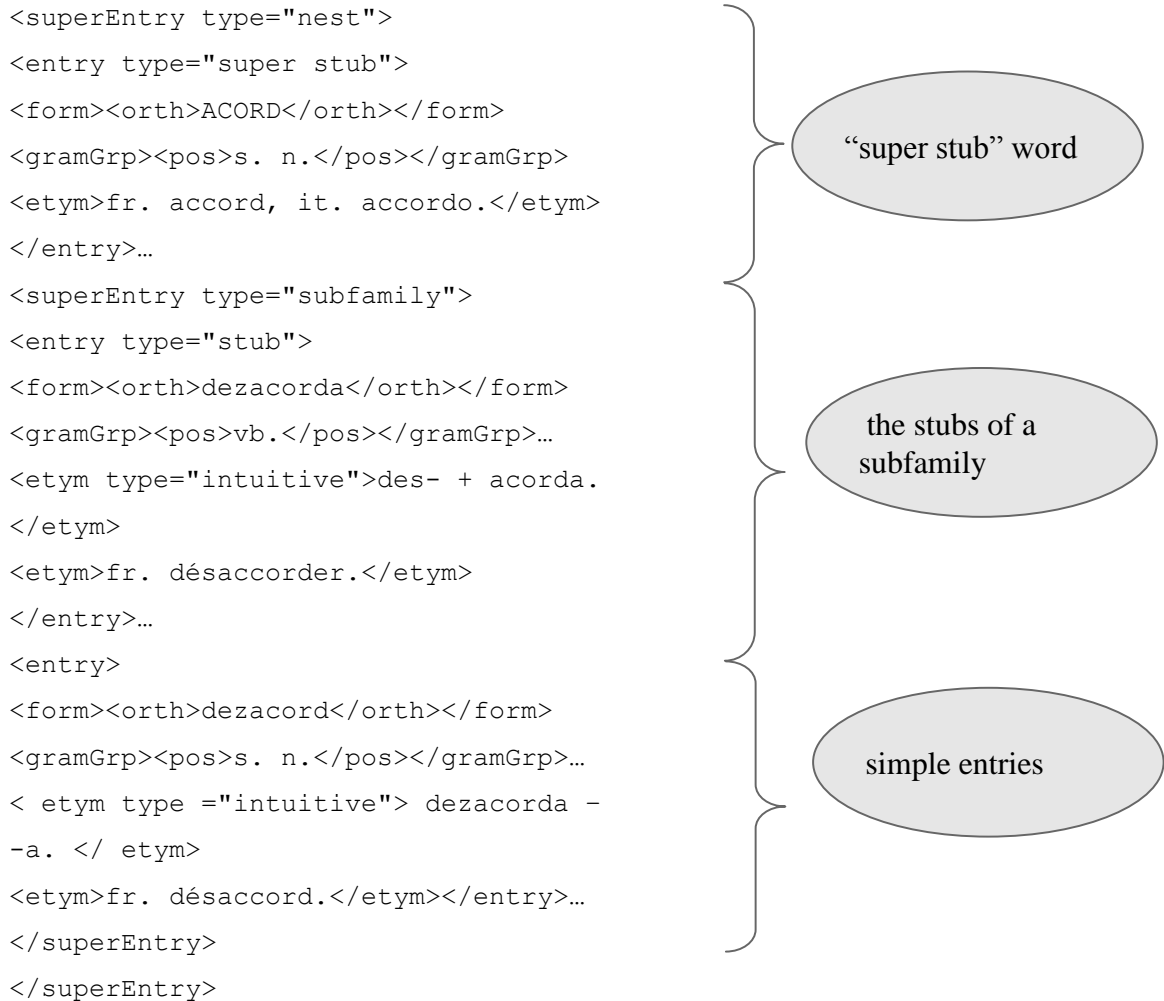 <superEntry type="nest">
<entry type="super stub">
<form><orth>ACORD</orth></form>
<gramGrp><pos>s. n.</pos></gramGrp>
<etym>fr. accord, it. accordo.</etym>
</entry>…
<superEntry type="subfamily">
<entry type="stub">
<form><orth>dezacorda</orth></form>
<gramGrp><pos>vb.</pos></gramGrp>…
<etym type="intuitive">des- + acorda.
</etym>
<etym>fr. désaccorder.</etym>
</entry>…
<entry>
<form><orth>dezacord</orth></form>
<gramGrp><pos>s. n.</pos></gramGrp>…
< etym type ="intuitive"> dezacorda –
-a. </ etym>
<etym>fr. désaccord.</etym></entry>…
</superEntry>
</superEntry>
“super stub” word
the stubs of a
subfamily
simple entries